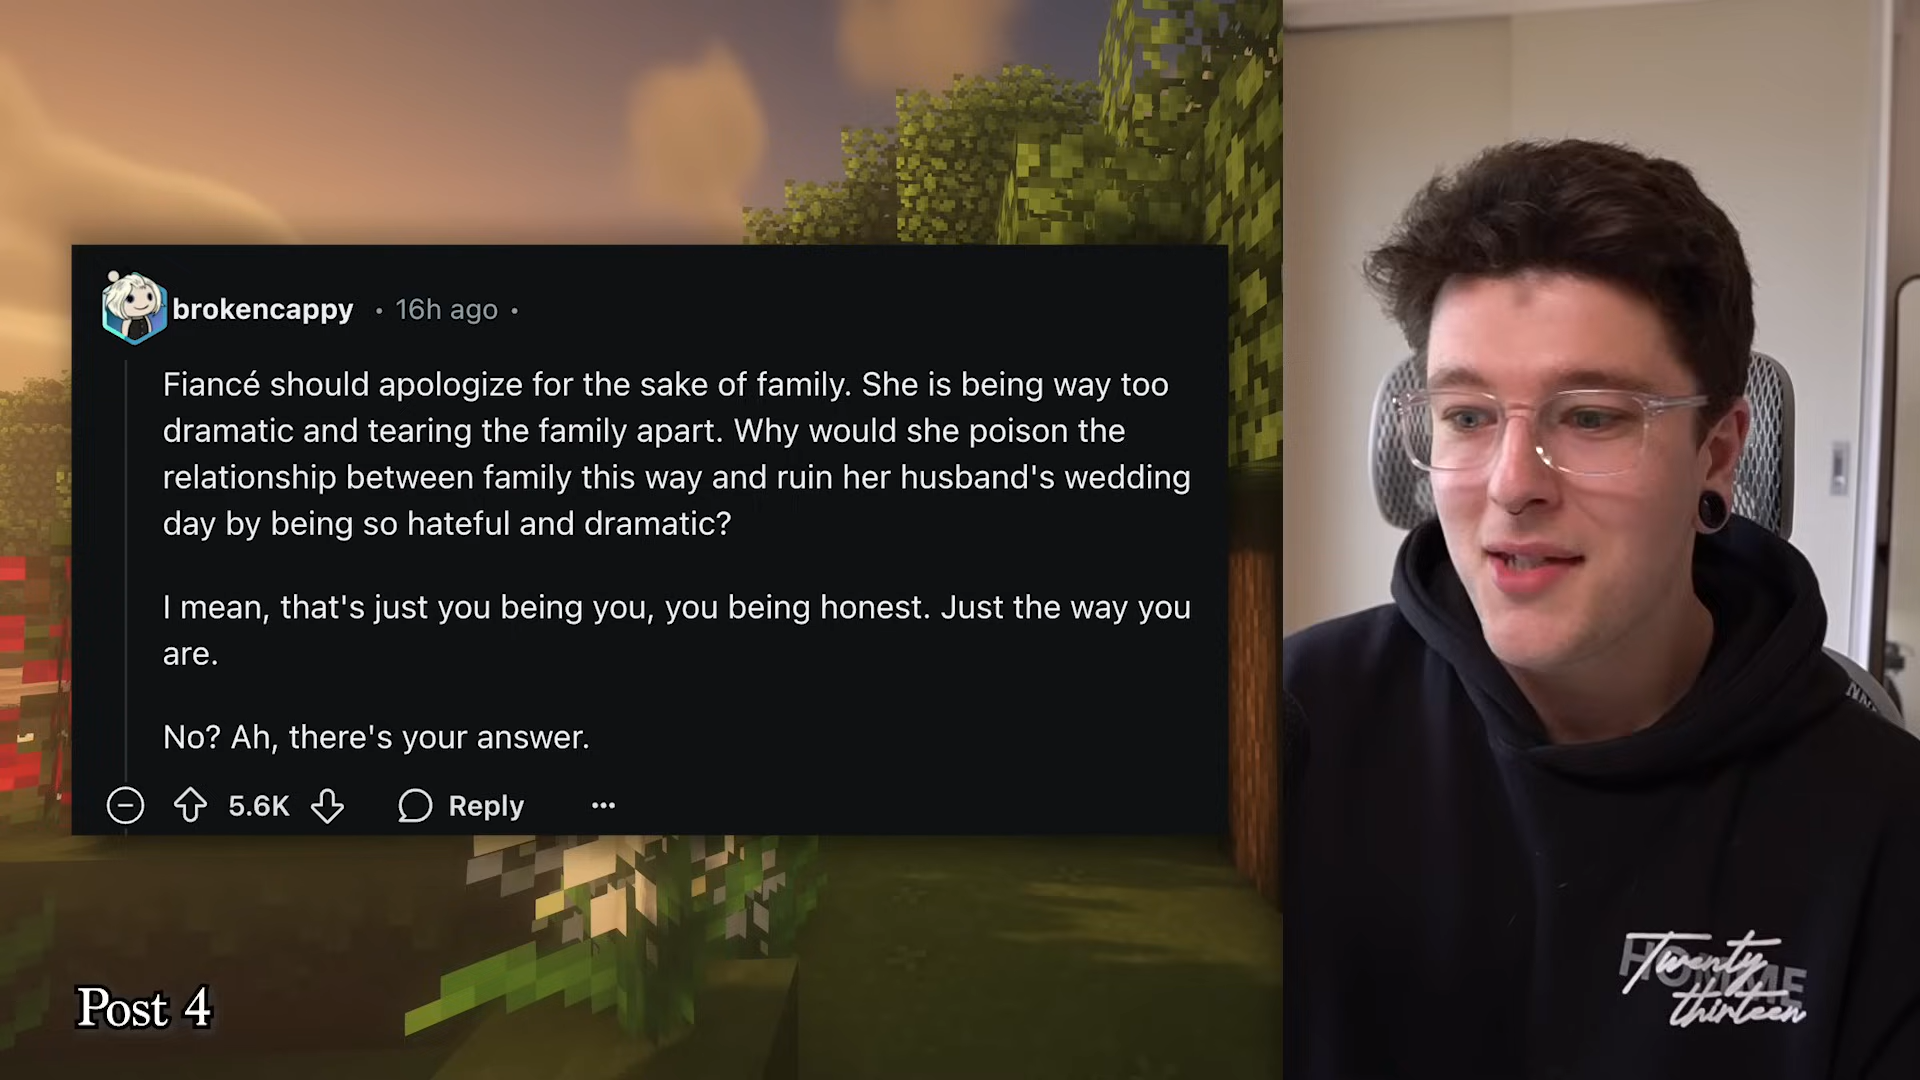 brokencappy • 16h ago •
Fiancé should apologize for the sake of family. She is being way too
dramatic and tearing the family apart. Why would she poison the
relationship between family this way and ruin her husband's wedding
day by being so hateful and dramatic?
I mean, that's just you being you, you being honest. Just the way you
are.
No? Ah, there's your answer.
5.6K Reply ...
Post 4
HOMME
Twenty
thirteen